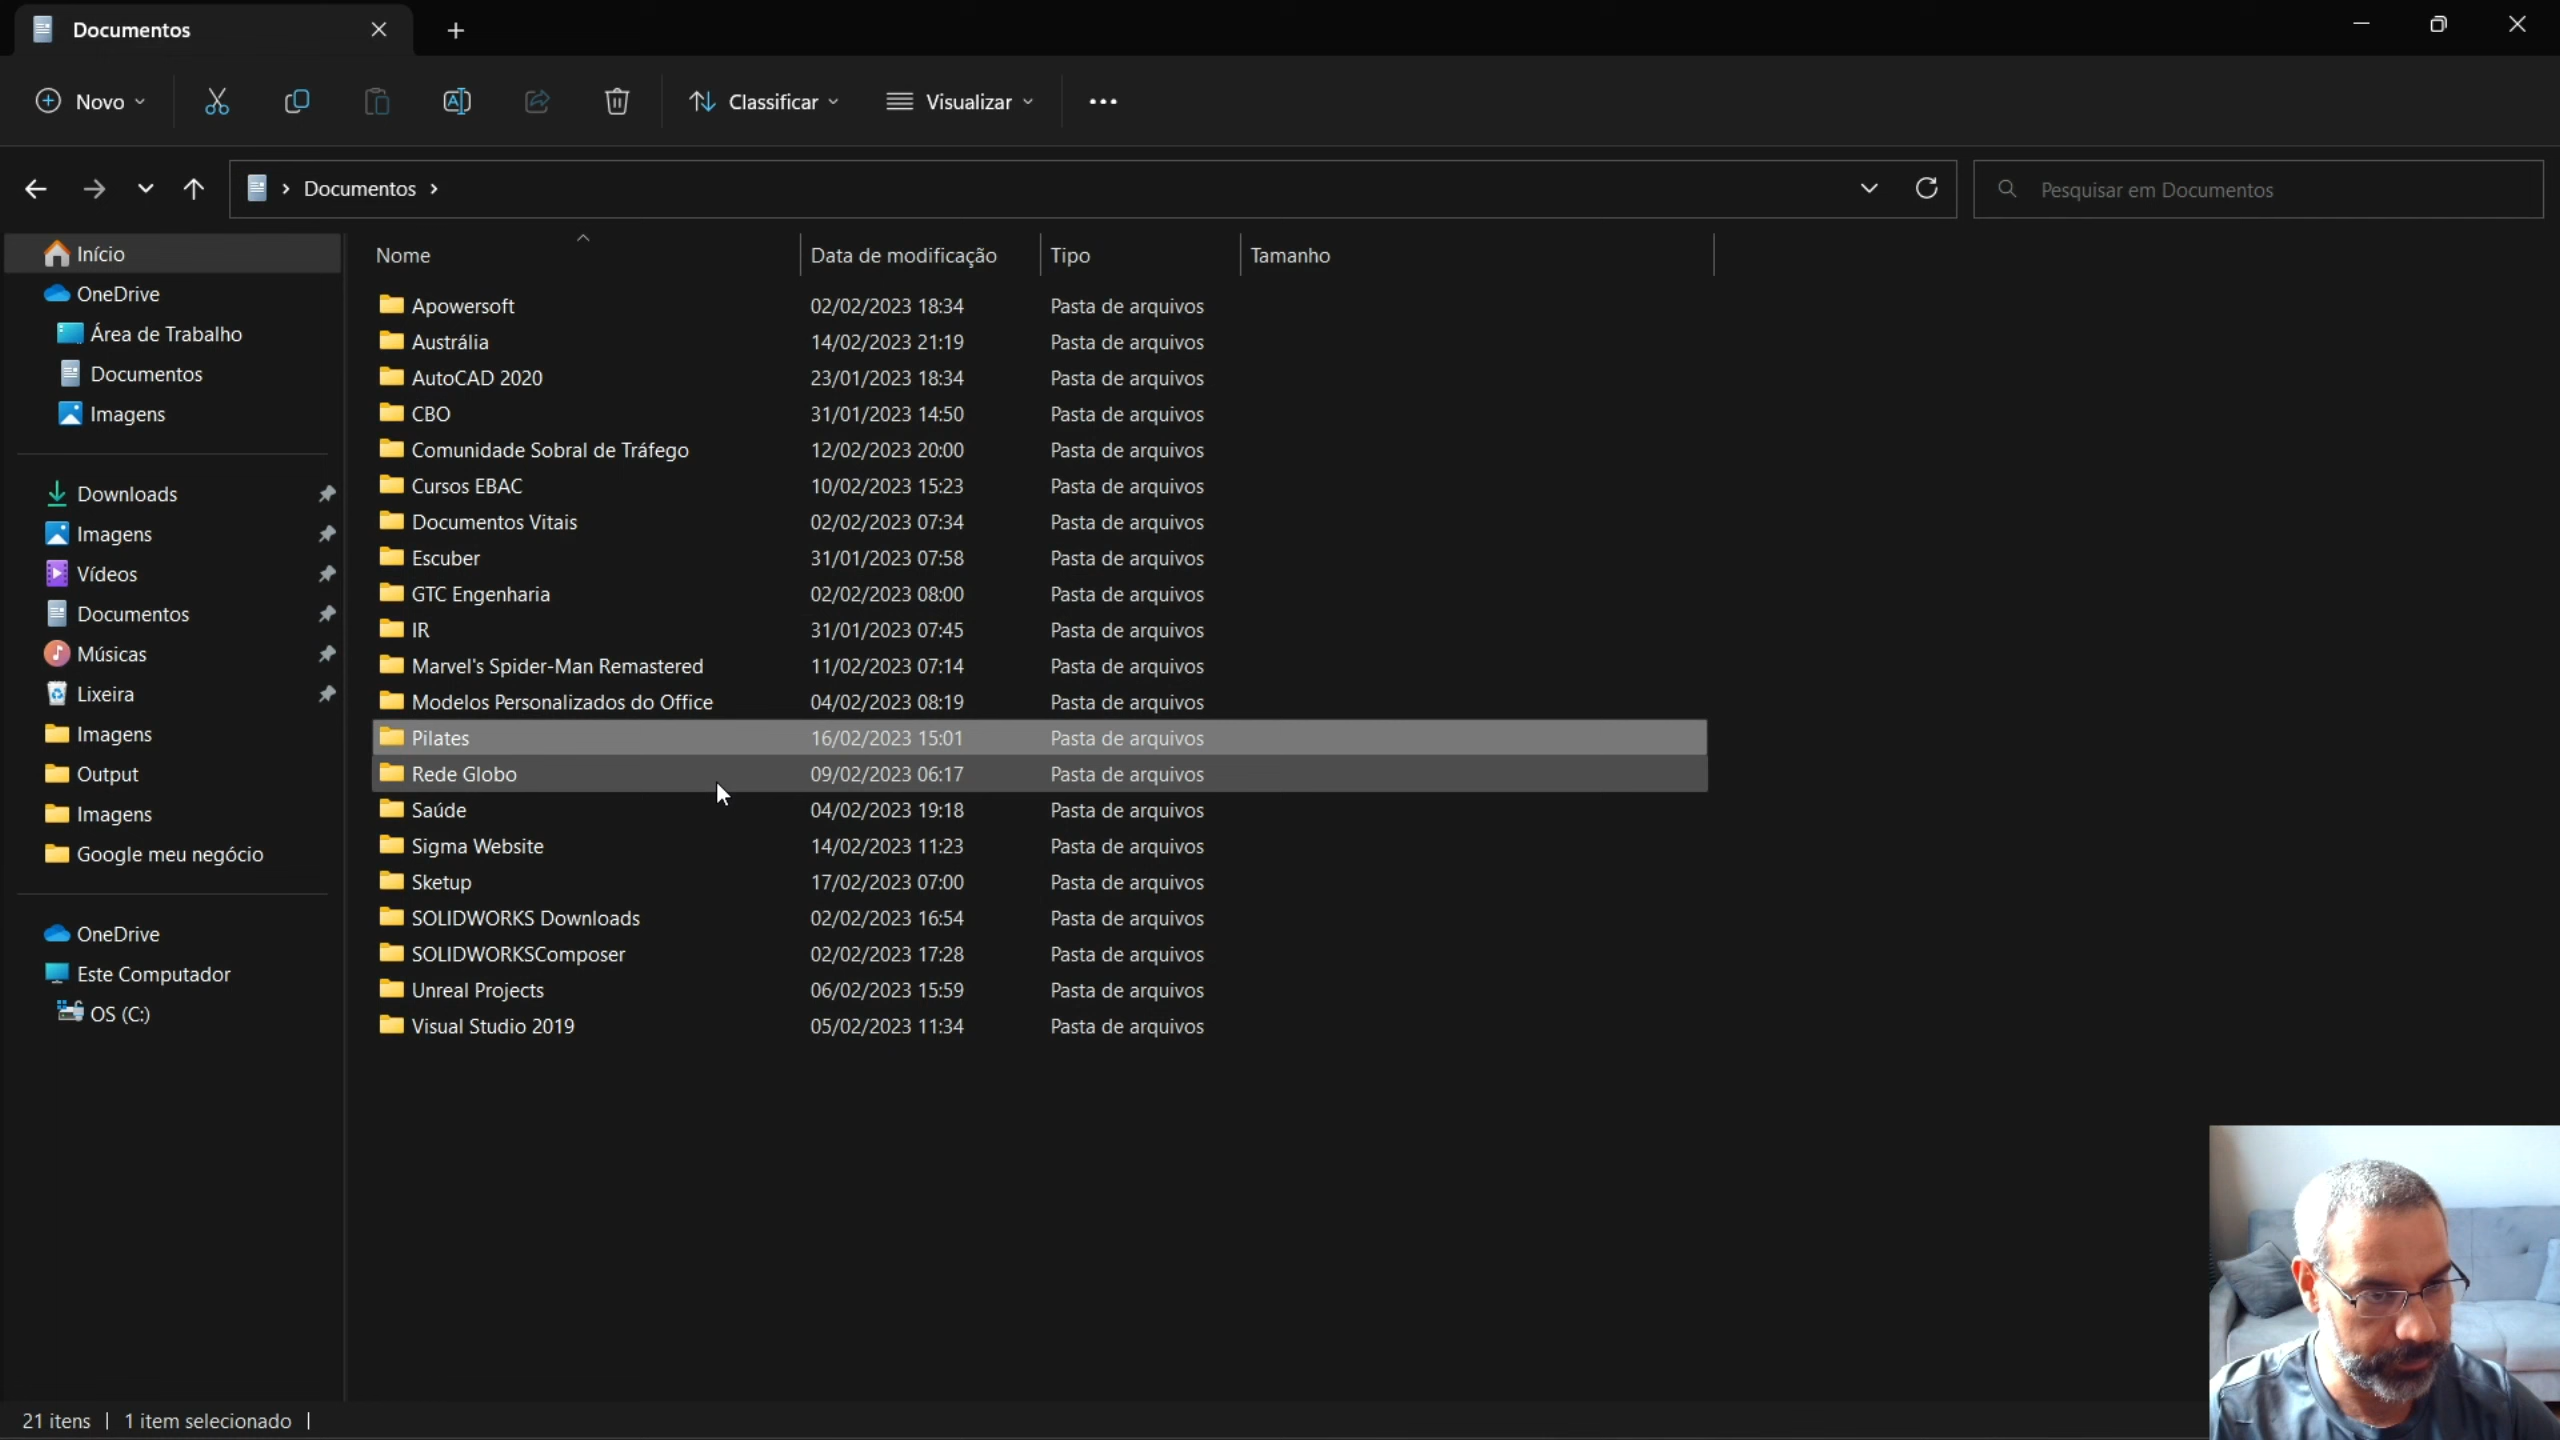 Documentos
Novo
Classificar
Visualizar
Documentos
Pesquisar em Documentos
Início
OneDrive
Área de Trabalho
Documentos
Imagens
Downloads
Imagens
Vídeos
Documentos
Músicas
Lixeira
Imagens
Output
Imagens
Google meu negócio
OneDrive
Este Computador
OS (C:)
Nome Data de modificação Tipo Tamanho
Apowersoft 02/02/2023 18:34 Pasta de arquivos
Austrália 14/02/2023 21:19 Pasta de arquivos
AutoCAD 2020 23/01/2023 18:34 Pasta de arquivos
CBO 31/01/2023 14:50 Pasta de arquivos
Comunidade Sobral de Tráfego 12/02/2023 20:00 Pasta de arquivos
Cursos EBAC 10/02/2023 15:23 Pasta de arquivos
Documentos Vitais 02/02/2023 07:34 Pasta de arquivos
Escuber 31/01/2023 07:58 Pasta de arquivos
GTC Engenharia 02/02/2023 08:00 Pasta de arquivos
IR 31/01/2023 07:45 Pasta de arquivos
Marvel's Spider-Man Remastered 11/02/2023 07:14 Pasta de arquivos
Modelos Personalizados do Office 04/02/2023 08:19 Pasta de arquivos
Pilates 16/02/2023 15:01 Pasta de arquivos
Rede Globo 09/02/2023 06:17 Pasta de arquivos
Saúde 04/02/2023 19:18 Pasta de arquivos
Sigma Website 14/02/2023 11:23 Pasta de arquivos
Sketup 17/02/2023 07:00 Pasta de arquivos
SOLIDWORKS Downloads 02/02/2023 16:54 Pasta de arquivos
SOLIDWORKSComposer 02/02/2023 17:28 Pasta de arquivos
Unreal Projects 06/02/2023 15:59 Pasta de arquivos
Visual Studio 2019 05/02/2023 11:34 Pasta de arquivos
21 itens 1 item selecionado